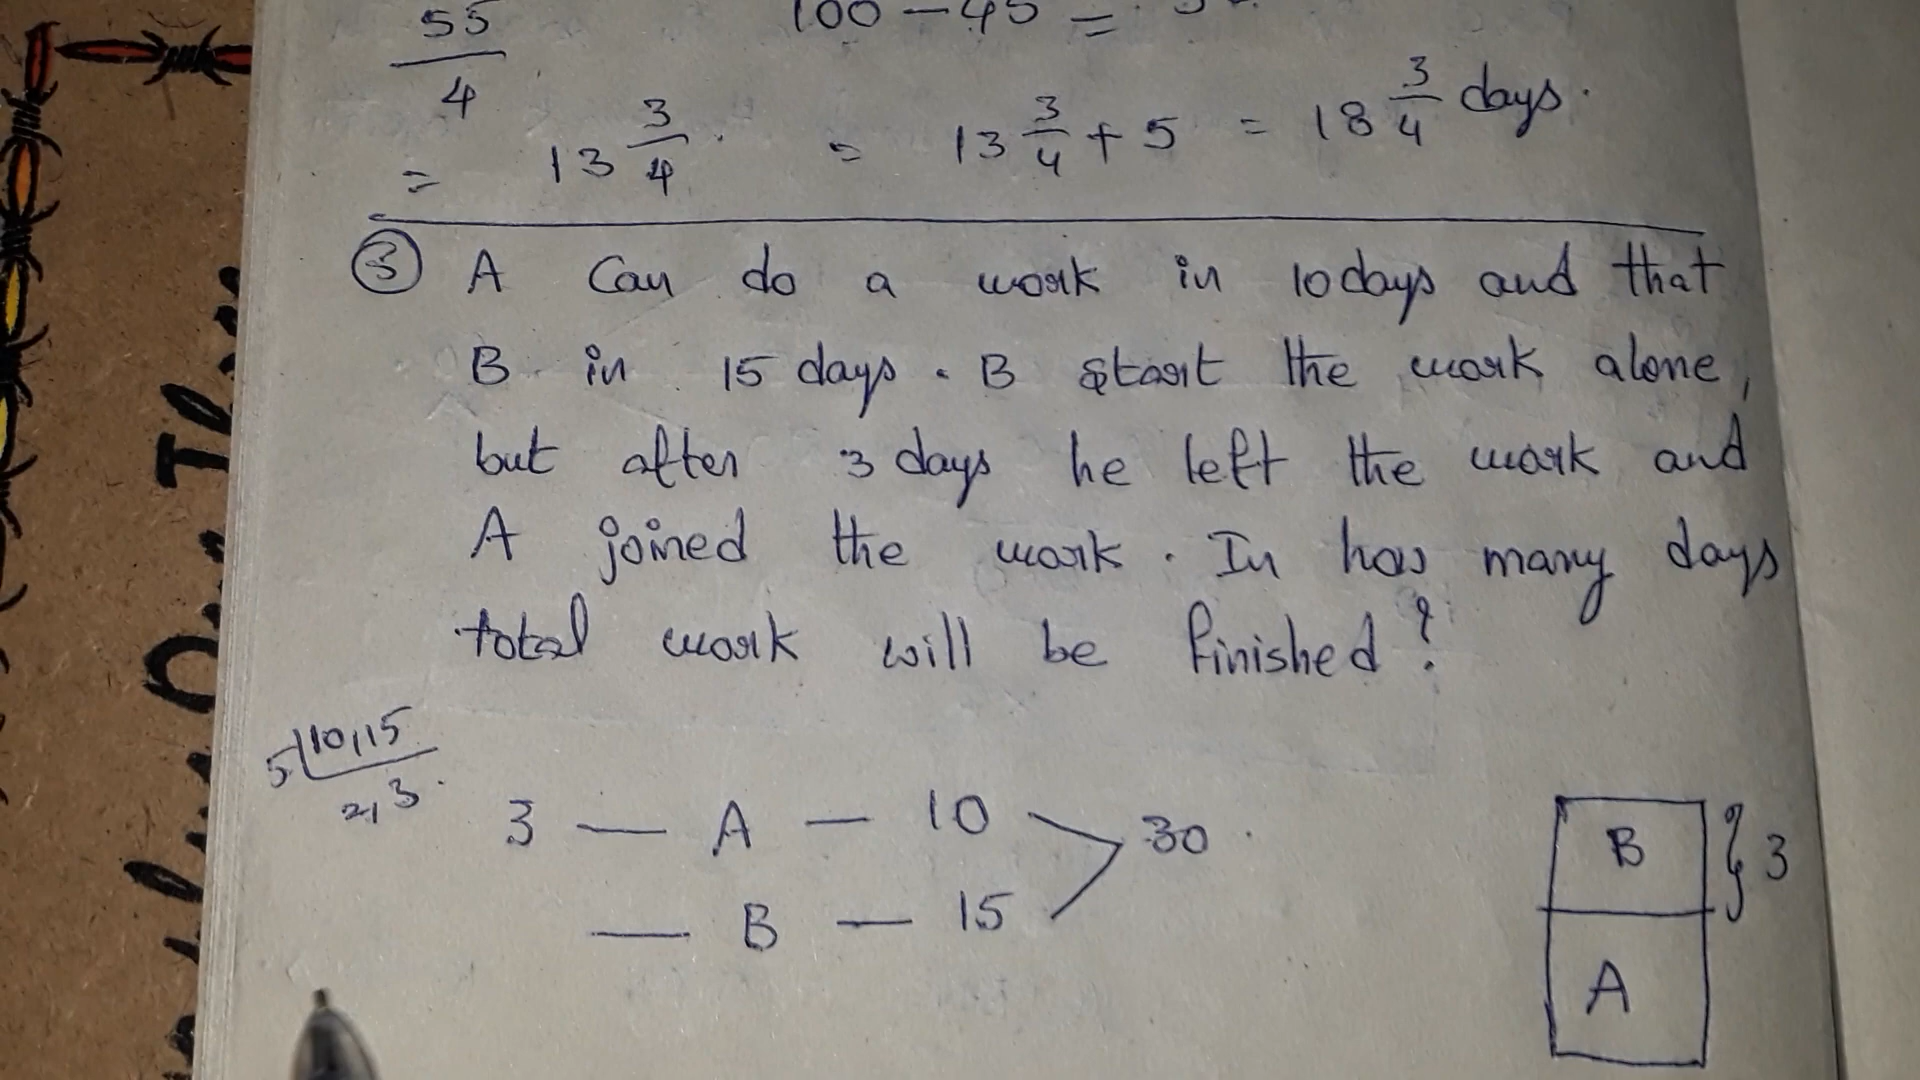 55
100 - 45 =
4
= 13 3/4 . = 13 3/4 + 5 = 18 3/4 days.
③ A Can do a work in 10 days and that
B in 15 days. B start the work alone,
but after 3 days he left the work and
A joined the work. In how many days
total work will be finished?
5 10,15
2,3.
3 — A — 10 30
— B — 15
B } 3
A